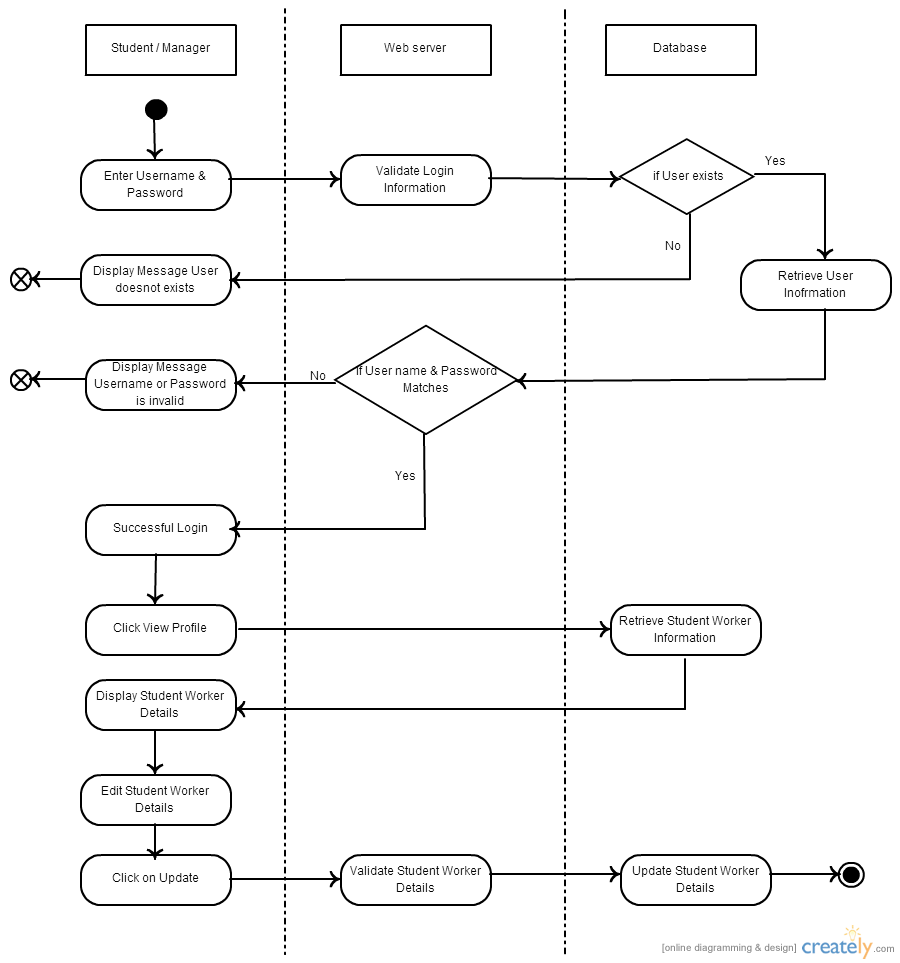 Student / Manager
Web server
Database
Enter Username &
Password
Validate Login
Information
if User exists
Yes
No
Display Message User
doesnot exists
Retrieve User
Inofrmation
Display Message
Username or Password
is invalid
No
If User name & Password
Matches
Yes
Successful Login
Click View Profile
Retrieve Student Worker
Information
Display Student Worker
Details
Edit Student Worker
Details
Click on Update
Validate Student Worker
Details
Update Student Worker
Details
[online diagramming & design] creately.com